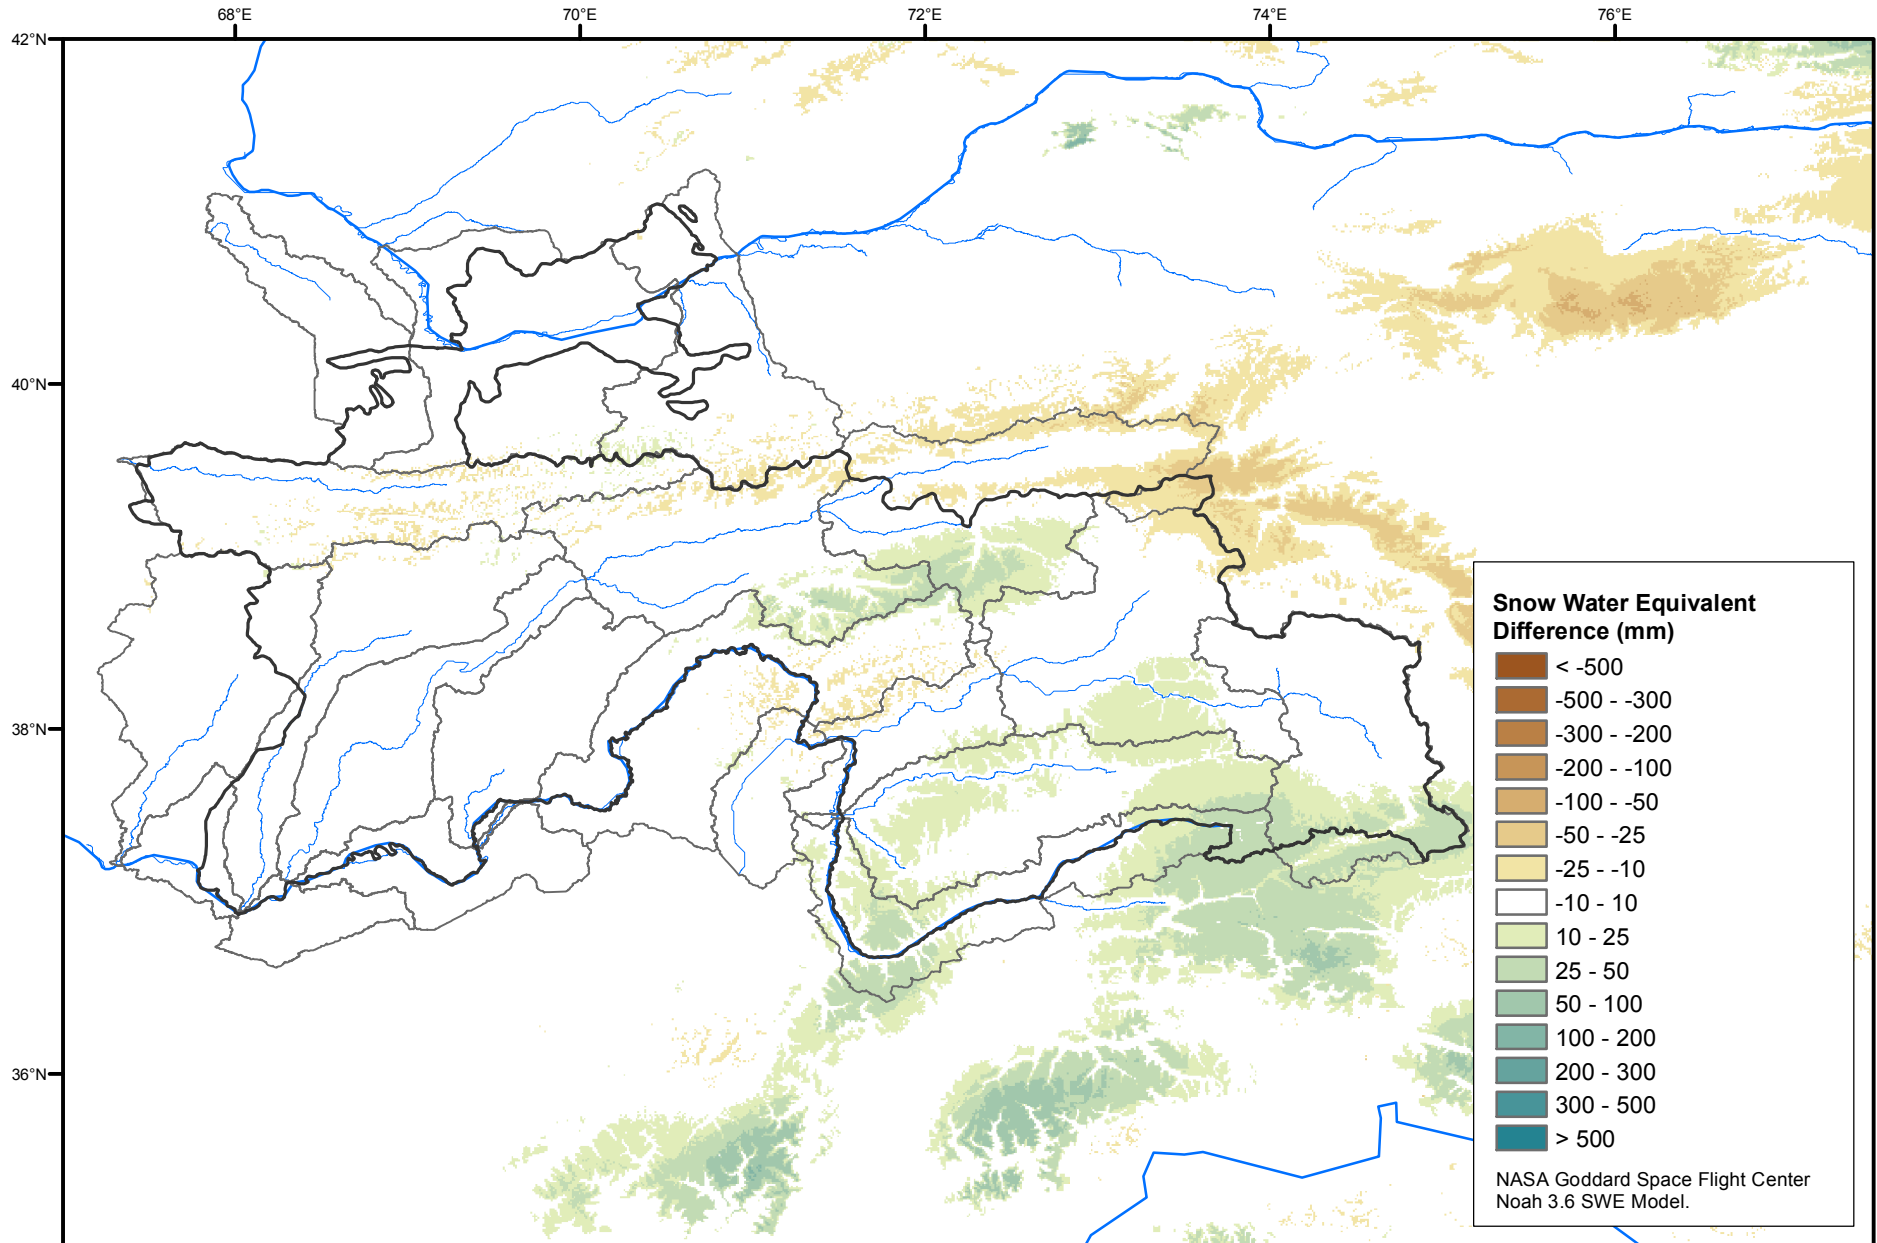 68°E
70°E
72°E
74°E
76°E
42°N
40°N
38°N
36°N
Snow Water Equivalent
Difference (mm)
< -500
-500 - -300
-300 - -200
-200 - -100
-100 - -50
-50 - -25
-25 - -10
-10 - 10
10 - 25
25 - 50
50 - 100
100 - 200
200 - 300
300 - 500
> 500
NASA Goddard Space Flight Center
Noah 3.6 SWE Model.